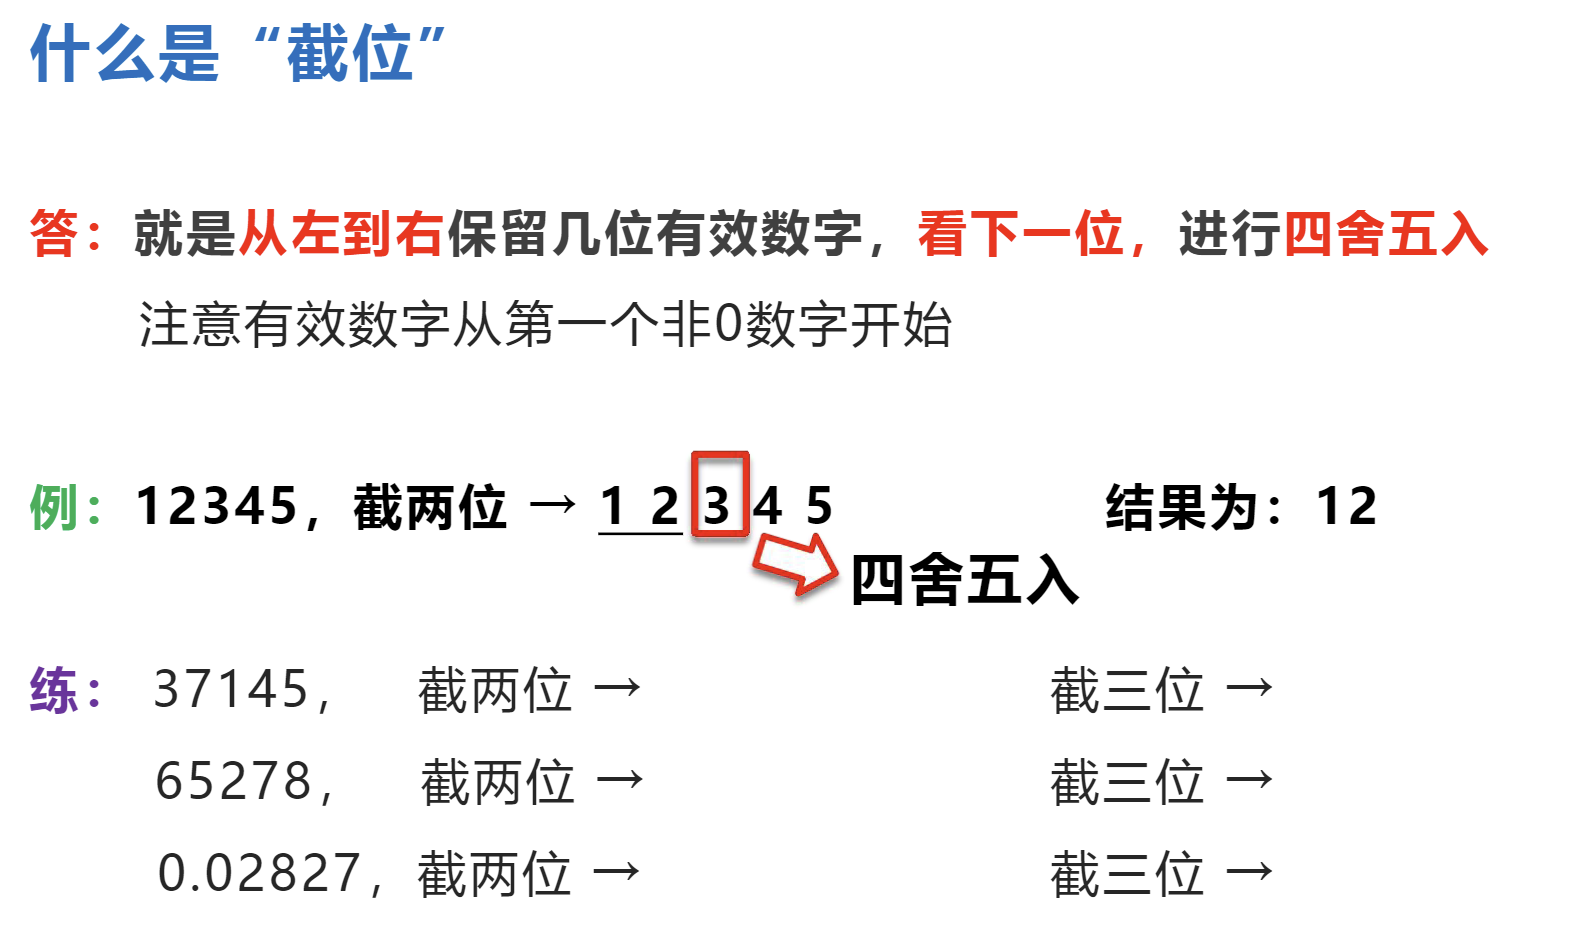 什么是“截位”
答：就是从左到右保留几位有效数字，看下一位，进行四舍五入
注意有效数字从第一个非0数字开始
例：12345，截两位 → 1 2 3 4 5 结果为：12
四舍五入
练： 37145， 截两位 → 截三位 →
65278， 截两位 → 截三位 →
0.02827，截两位 → 截三位 →